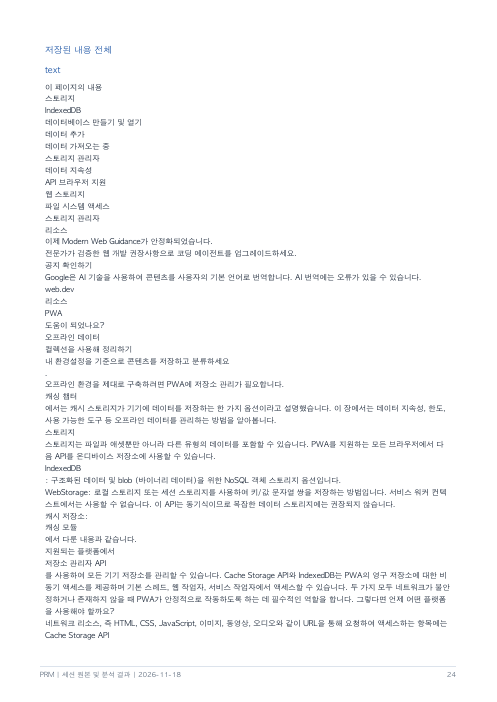 저장된 내용 전체
text
이 페이지의 내용
스토리지
IndexedDB
데이터베이스 만들기 및 열기
데이터 추가
데이터 가져오는 중
스토리지 관리자
데이터 지속성
API 브라우저 지원
웹 스토리지
파일 시스템 액세스
스토리지 관리자
리소스
이제 Modern Web Guidance가 안정화되었습니다.
전문가가 검증한 웹 개발 권장사항으로 코딩 에이전트를 업그레이드하세요.
공지 확인하기
Google은 AI 기술을 사용하여 콘텐츠를 사용자의 기본 언어로 번역합니다. AI 번역에는 오류가 있을 수 있습니다.
web.dev
리소스
PWA
도움이 되었나요?
오프라인 데이터
컬렉션을 사용해 정리하기
내 환경설정을 기준으로 콘텐츠를 저장하고 분류하세요
.
오프라인 환경을 제대로 구축하려면 PWA에 저장소 관리가 필요합니다.
캐싱 챕터
에서는 캐시 스토리지가 기기에 데이터를 저장하는 한 가지 옵션이라고 설명했습니다. 이 장에서는 데이터 지속성, 한도,
사용 가능한 도구 등 오프라인 데이터를 관리하는 방법을 알아봅니다.
스토리지
스토리지는 파일과 애셋뿐만 아니라 다른 유형의 데이터를 포함할 수 있습니다. PWA를 지원하는 모든 브라우저에서 다
음 API를 온디바이스 저장소에 사용할 수 있습니다.
IndexedDB
: 구조화된 데이터 및 blob (바이너리 데이터)을 위한 NoSQL 객체 스토리지 옵션입니다.
WebStorage: 로컬 스토리지 또는 세션 스토리지를 사용하여 키/값 문자열 쌍을 저장하는 방법입니다. 서비스 워커 컨텍
스트에서는 사용할 수 없습니다. 이 API는 동기식이므로 복잡한 데이터 스토리지에는 권장되지 않습니다.
캐시 저장소:
캐싱 모듈
에서 다룬 내용과 같습니다.
지원되는 플랫폼에서
저장소 관리자 API
를 사용하여 모든 기기 저장소를 관리할 수 있습니다. Cache Storage API와 IndexedDB는 PWA의 영구 저장소에 대한 비
동기 액세스를 제공하며 기본 스레드, 웹 작업자, 서비스 작업자에서 액세스할 수 있습니다. 두 가지 모두 네트워크가 불안
정하거나 존재하지 않을 때 PWA가 안정적으로 작동하도록 하는 데 필수적인 역할을 합니다. 그렇다면 언제 어떤 플랫폼
을 사용해야 할까요?
네트워크 리소스, 즉 HTML, CSS, JavaScript, 이미지, 동영상, 오디오와 같이 URL을 통해 요청하여 액세스하는 항목에는
Cache Storage API
PRM | 세션 원본 및 분석 결과 | 2026-11-18
24